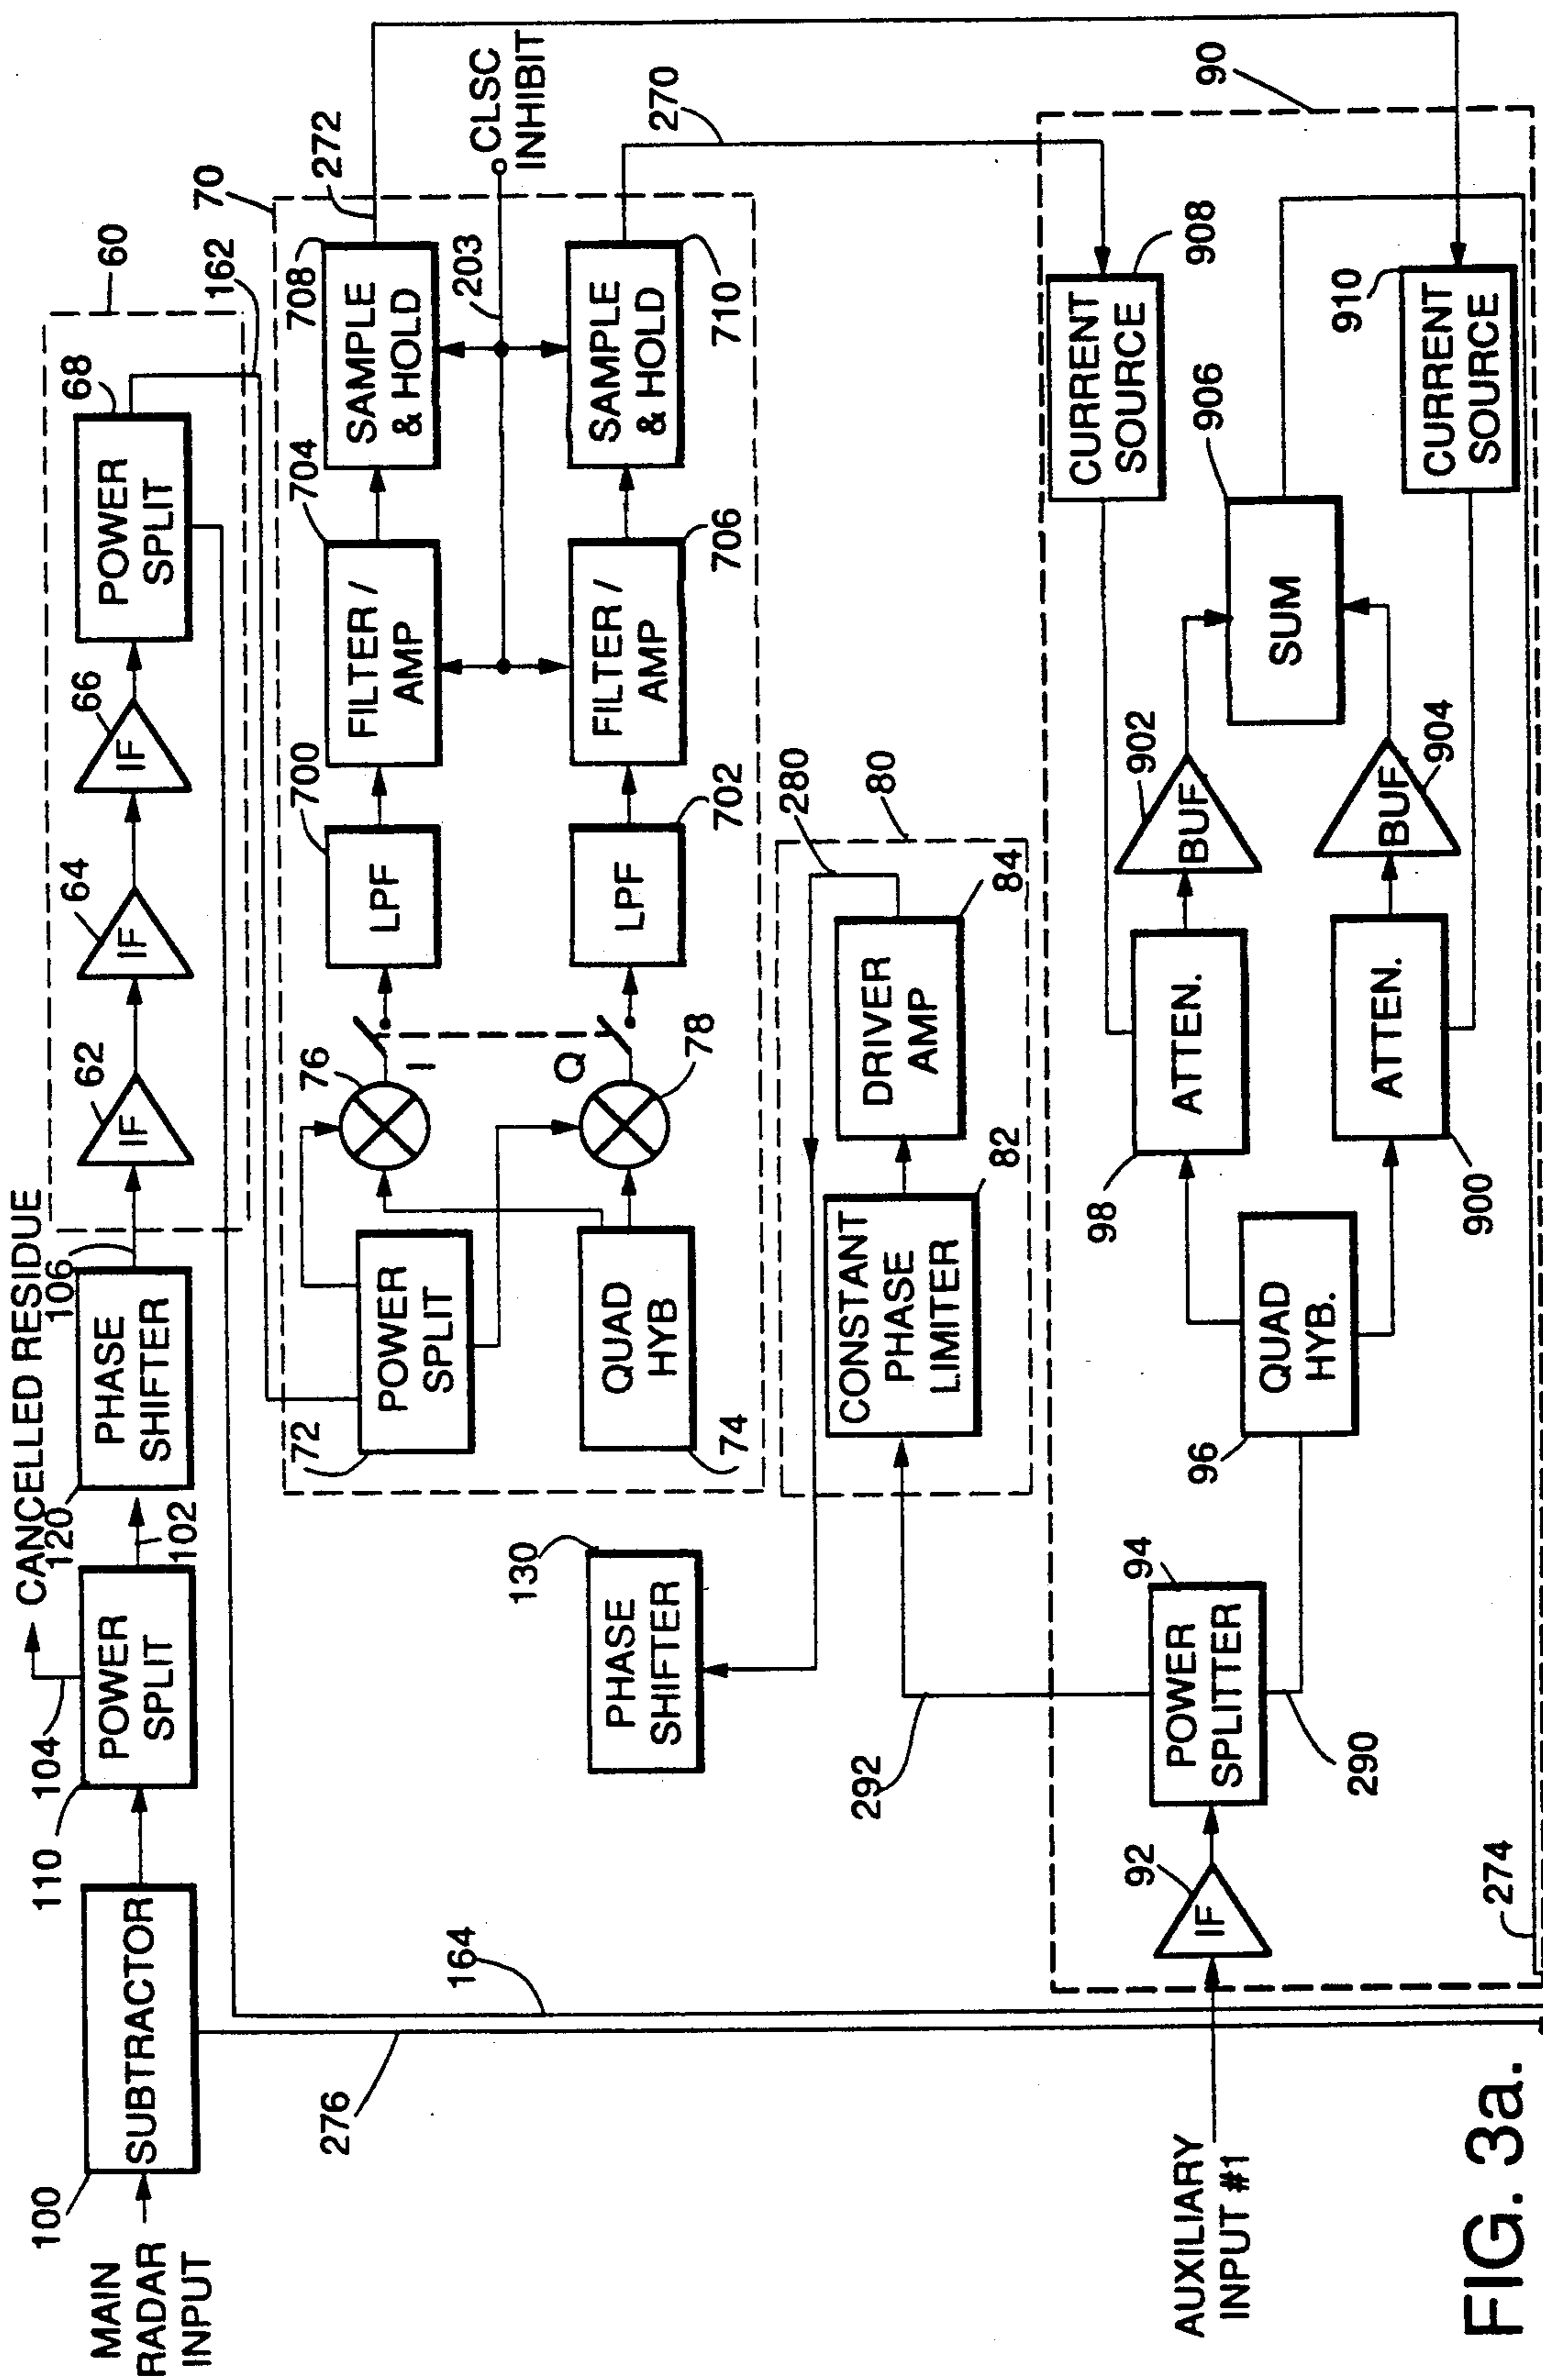 CANCELLED RESIDUE
MAIN
RADAR
INPUT
100
SUBTRACTOR
110
104
POWER
SPLIT
102
120
PHASE
SHIFTER
106
62
IF
64
IF
66
IF
68
POWER
SPLIT
60
162
276
164
70
272
CLSC
INHIBIT
72
POWER
SPLIT
76
I
700
LPF
704
FILTER /
AMP
708
SAMPLE
& HOLD
203
74
QUAD
HYB
Q
78
LPF
702
FILTER /
AMP
706
SAMPLE
& HOLD
710
270
130
PHASE
SHIFTER
280
80
CONSTANT
PHASE
LIMITER
82
DRIVER
AMP
84
292
90
AUXILIARY
INPUT #1
92
IF
94
POWER
SPLITTER
290
96
QUAD
HYB.
98
ATTEN.
902
BUF
CURRENT
SOURCE
908
906
SUM
900
ATTEN.
BUF
904
910
CURRENT
SOURCE
274
FIG. 3a.